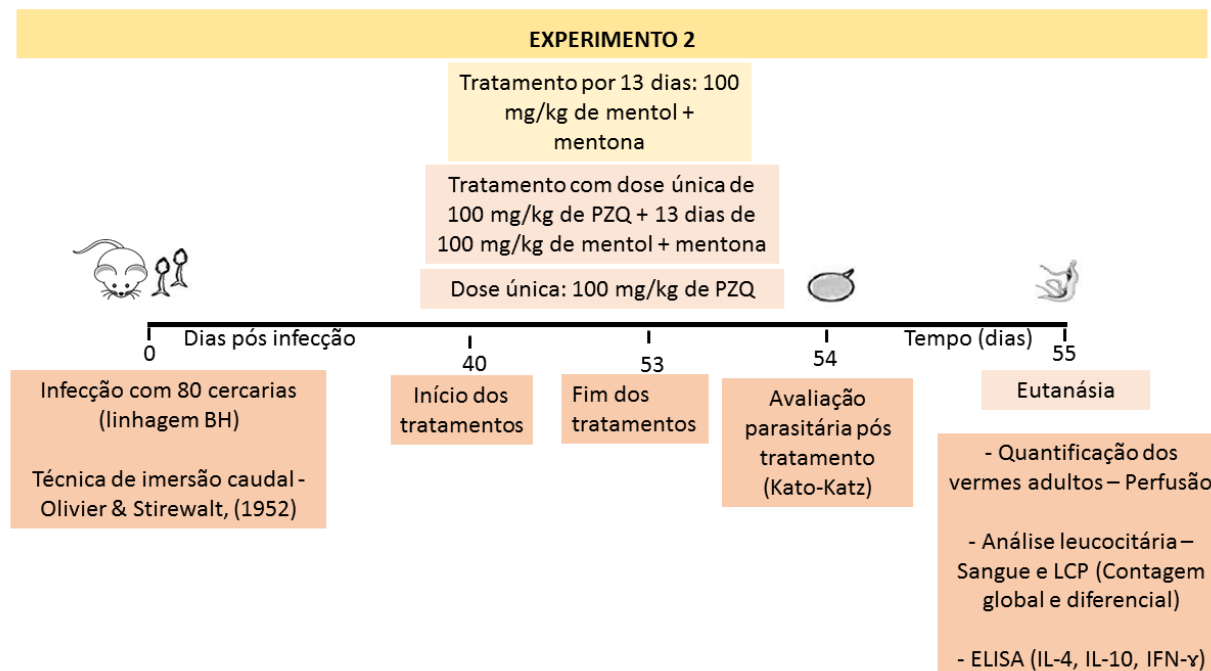 EXPERIMENTO 2
Tratamento por 13 dias: 100
mg/kg de mentol +
mentona
Tratamento com dose única de
100 mg/kg de PZQ + 13 dias de
100 mg/kg de mentol + mentona
Dose única: 100 mg/kg de PZQ
Dias pós infecção
Tempo (dias)
0
40
53
54
55
Infecção com 80 cercarias
(linhagem BH)
Técnica de imersão caudal -
Olivier & Stirewalt, (1952)
Início dos
tratamentos
Fim dos
tratamentos
Avaliação
parasitária pós
tratamento
(Kato-Katz)
Eutanásia
- Quantificação dos
vermes adultos – Perfusão
- Análise leucocitária –
Sangue e LCP (Contagem
global e diferencial)
- ELISA (IL-4, IL-10, IFN-ɤ)